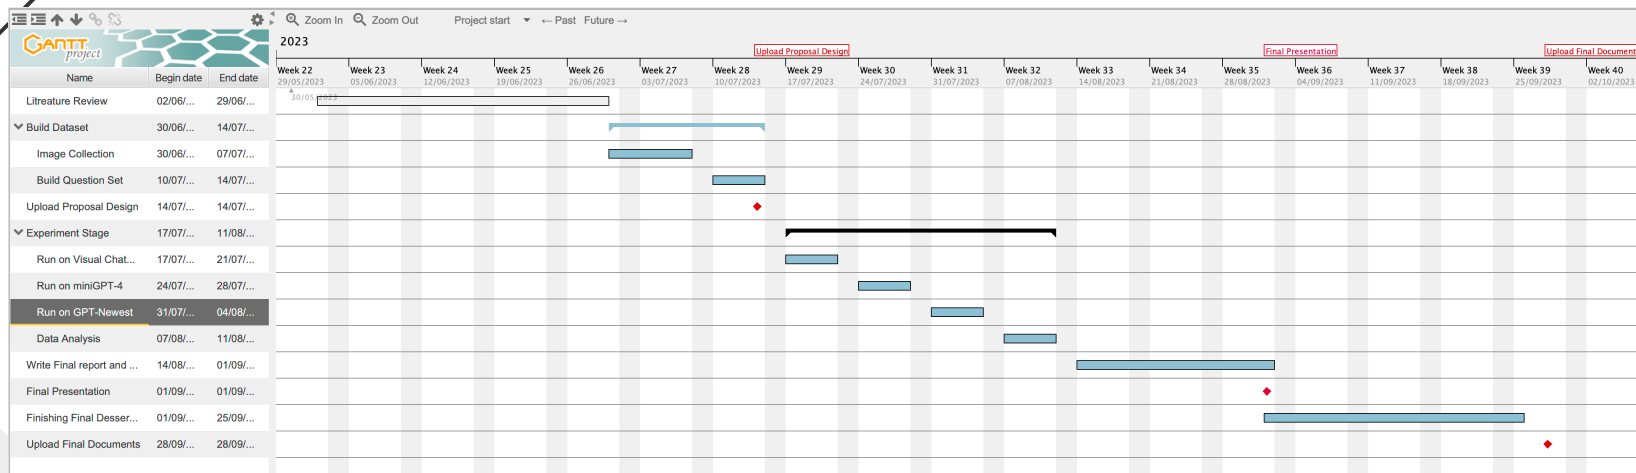 Zoom In Zoom Out Project start ← Past Future →
GANTT project
2023
Upload Proposal Design Final Presentation Upload Final Document
Name Begin date End date
Week 22 Week 23 Week 24 Week 25 Week 26 Week 27 Week 28 Week 29 Week 30 Week 31 Week 32 Week 33 Week 34 Week 35 Week 36 Week 37 Week 38 Week 39 Week 40
29/05/2023 05/06/2023 12/06/2023 19/06/2023 26/06/2023 03/07/2023 10/07/2023 17/07/2023 24/07/2023 31/07/2023 07/08/2023 14/08/2023 21/08/2023 28/08/2023 04/09/2023 11/09/2023 18/09/2023 25/09/2023 02/10/2023
30/05/2023
Litreature Review 02/06/... 29/06/...
Build Dataset 30/06/... 14/07/...
Image Collection 30/06/... 07/07/...
Build Question Set 10/07/... 14/07/...
Upload Proposal Design 14/07/... 14/07/...
Experiment Stage 17/07/... 11/08/...
Run on Visual Chat... 17/07/... 21/07/...
Run on miniGPT-4 24/07/... 28/07/...
Run on GPT-Newest 31/07/... 04/08/...
Data Analysis 07/08/... 11/08/...
Write Final report and ... 14/08/... 01/09/...
Final Presentation 01/09/... 01/09/...
Finishing Final Desser... 01/09/... 25/09/...
Upload Final Documents 28/09/... 28/09/...